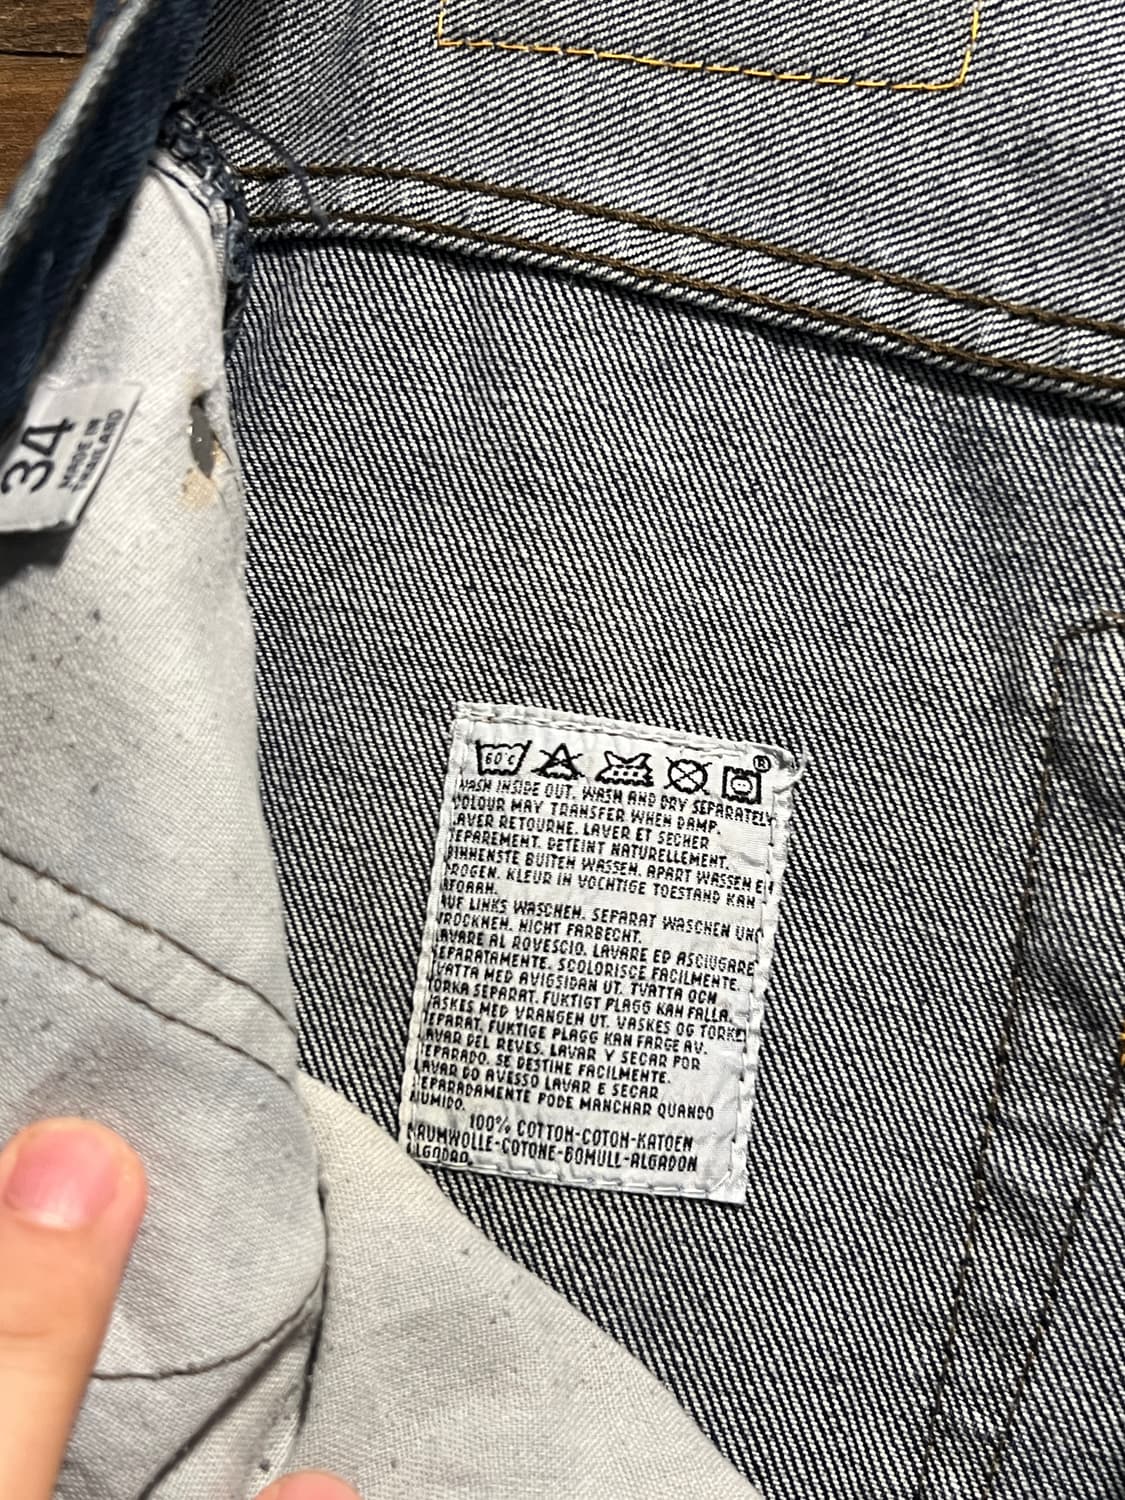 34
MADE IN
THAILAND
60°C
®
WASH INSIDE OUT. WASH AND DRY SEPARATELY
COLOUR MAY TRANSFER WHEN DAMP.
LAVER RETOURNE. LAVER ET SECHER
SEPAREMENT. DETEINT NATURELLEMENT.
BINNENSTE BUITEN WASSEN. APART WASSEN EN
DROGEN. KLEUR IN VOCHTIGE TOESTAND KAN
AFGAAN.
AUF LINKS WASCHEN. SEPARAT WASCHEN UND
TROCKNEN. NICHT FARBECHT.
LAVARE AL ROVESCIO. LAVARE ED ASCIUGARE
SEPARATAMENTE. SCOLORISCE FACILMENTE.
TVATTA MED AVIGSIDAN UT. TVATTA OCH
TORKA SEPARAT. FUKTIGT PLAGG KAN FALLA.
VASKES MED VRANGEN UT. VASKES OG TORKES
SEPARAT. FUKTIGE PLAGG KAN FARGE AV.
LAVAR DEL REVES. LAVAR Y SECAR POR
SEPARADO. SE DESTINE FACILMENTE.
LAVAR DO AVESSO LAVAR E SECAR
SEPARADAMENTE PODE MANCHAR QUANDO
HUMIDO.
100% COTTON-COTON-KATOEN
BAUMWOLLE-COTONE-BOMULL-ALGADON
ALGODAO.